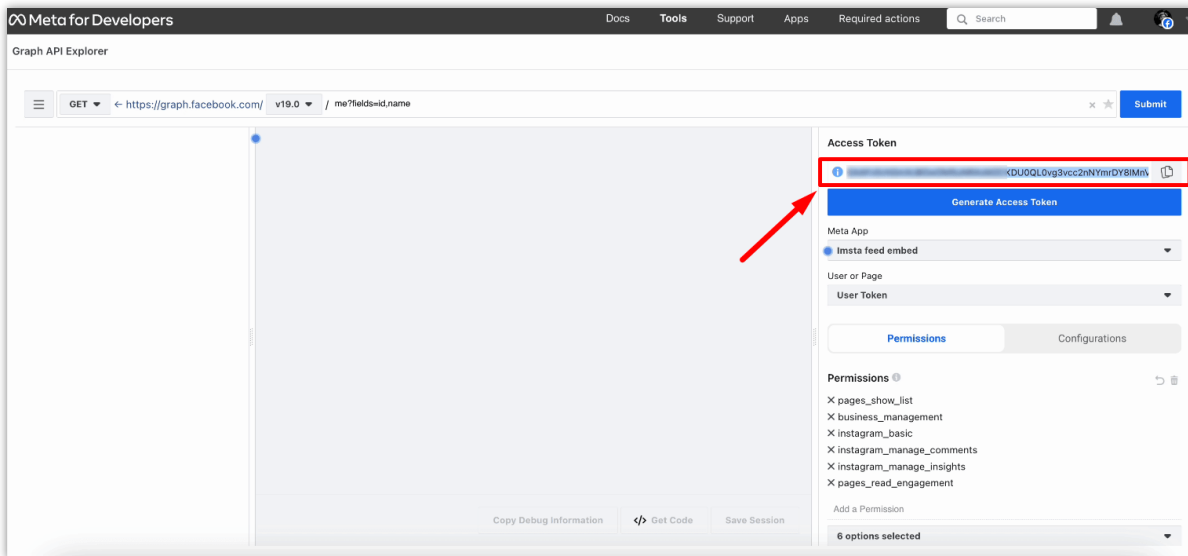 Meta for Developers
Docs Tools Support Apps Required actions Search
Graph API Explorer
GET ← https://graph.facebook.com/ v19.0 / me?fields=id,name Submit
Access Token
KDU0QL0vg3vcc2nNYmrDY8IMnV
Generate Access Token
Meta App
Imsta feed embed
User or Page
User Token
Permissions Configurations
Permissions
pages_show_list
business_management
instagram_basic
instagram_manage_comments
instagram_manage_insights
pages_read_engagement
Add a Permission
Copy Debug Information </> Get Code Save Session
6 options selected